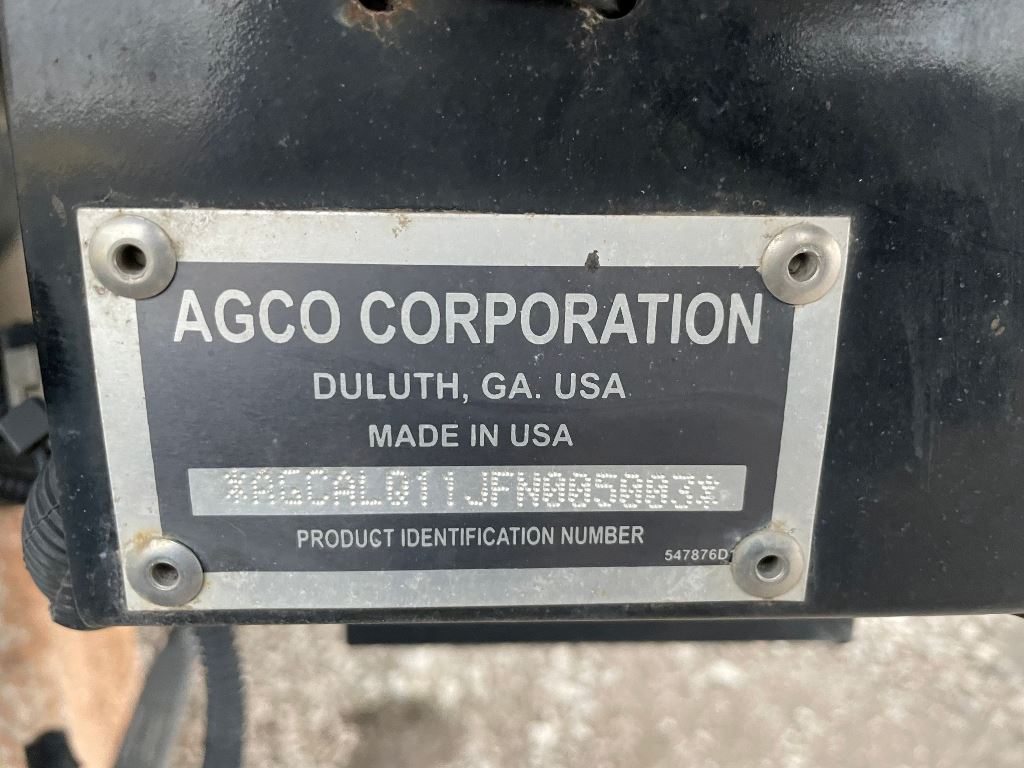 AGCO CORPORATION
DULUTH, GA. USA
MADE IN USA
*AGCAL011JFN005003*
PRODUCT IDENTIFICATION NUMBER
547876D1